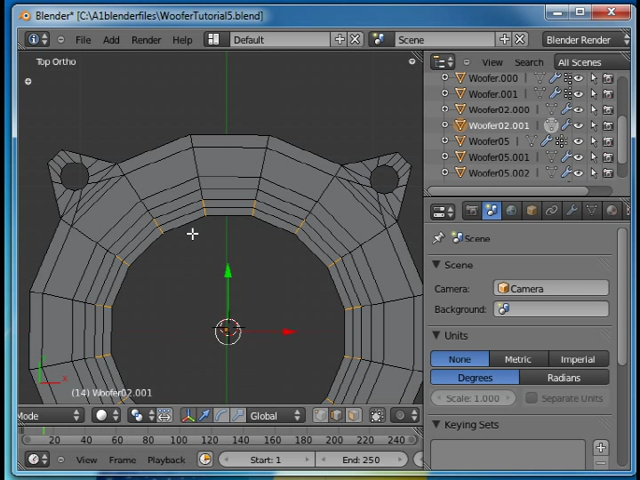 Blender* [C:\A1blenderfiles\WooferTutorial5.blend]
File Add Render Help Default Scene Blender Render
Top Ortho
View Search All Scenes
Woofer.000
Woofer.001
Woofer02.000
Woofer02.001
Woofer05
Woofer05.001
Woofer05.002
Scene
Scene
Camera: Camera
Background:
Units
None Metric Imperial
Degrees Radians
Scale: 1.000 Separate Units
Keying Sets
x
(14) Woofer02.001
Mode Global
20 40 60 80 100 120 140 160 180 200 220 240
View Frame Playback Start: 1 End: 250